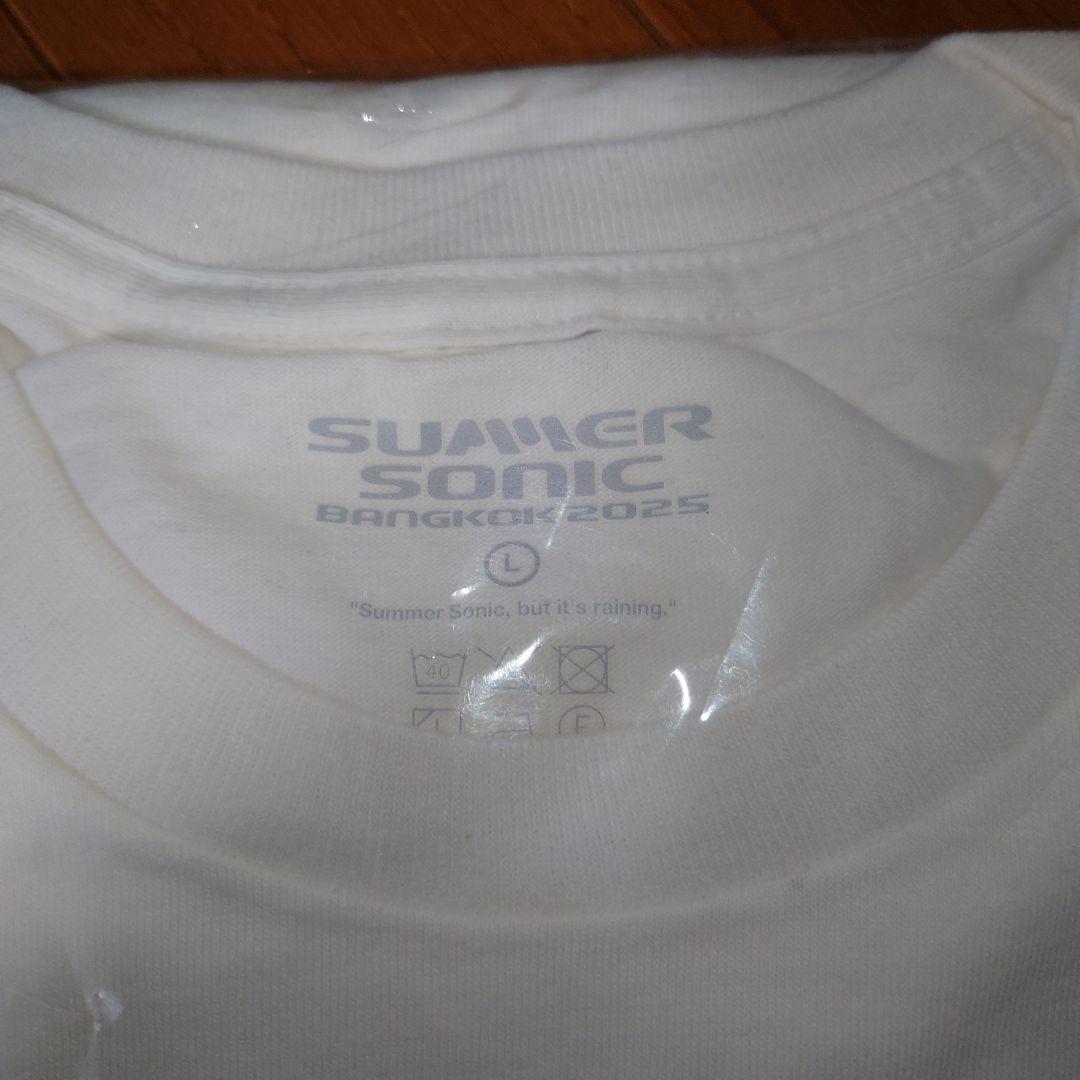 SUMMER
SONIC
BANGKOK 2025
L
"Summer Sonic, but it's raining."
40
F